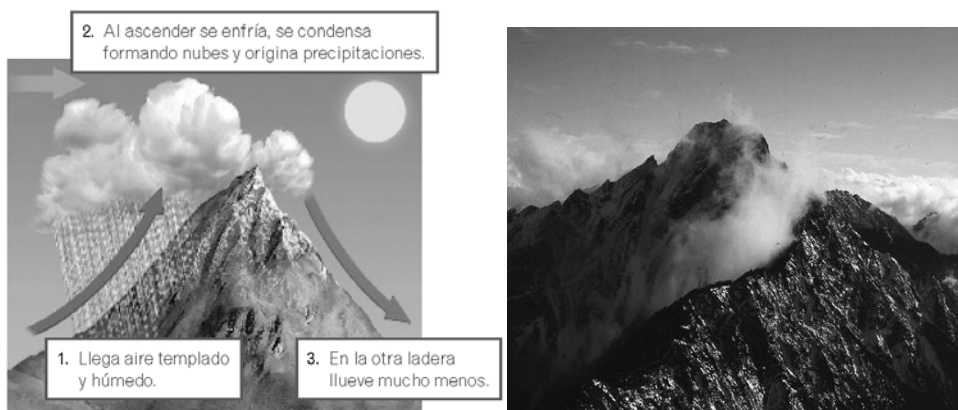 2. Al ascender se enfría, se condensa
formando nubes y origina precipitaciones.
1. Llega aire templado
y húmedo.
3. En la otra ladera
llueve mucho menos.